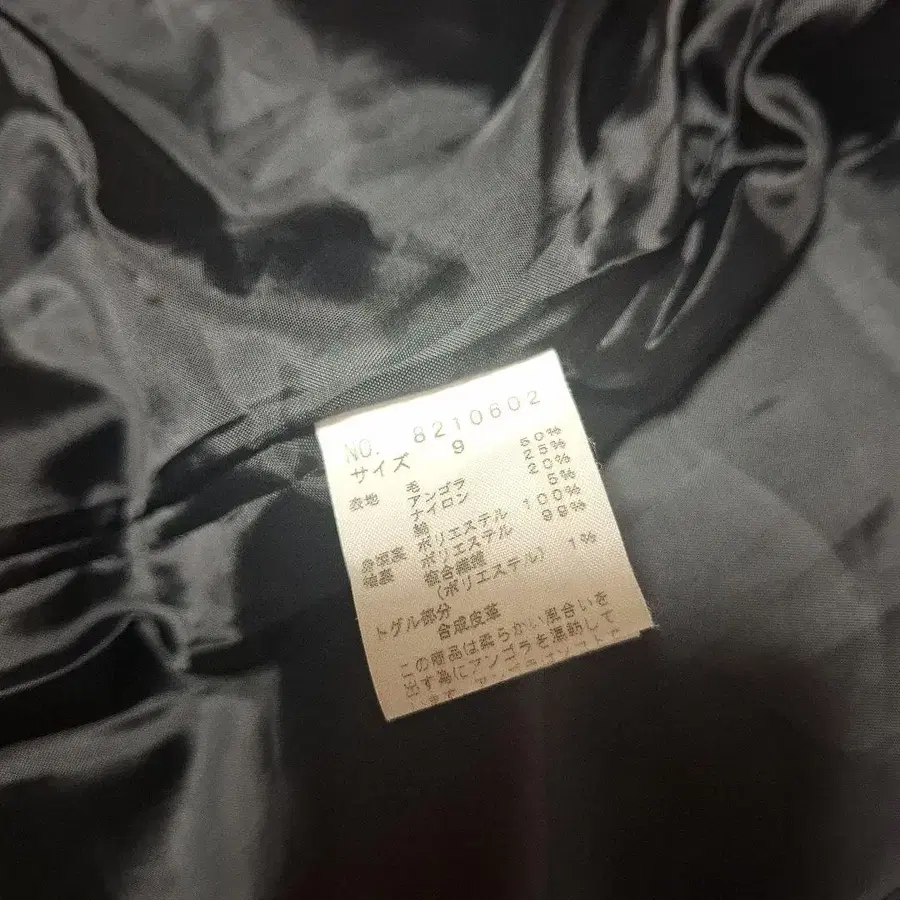 NO. 8210602
サイズ 9
表地 毛 50%
アンゴラ 25%
ナイロン 20%
綿 5%
身頃裏 ポリエステル 100%
袖裏 ポリエステル 99%
複合繊維
(ポリエステル) 1%
トグル部分
合成皮革
この商品は柔らかい風合いを
出す為にアンゴラを混紡して